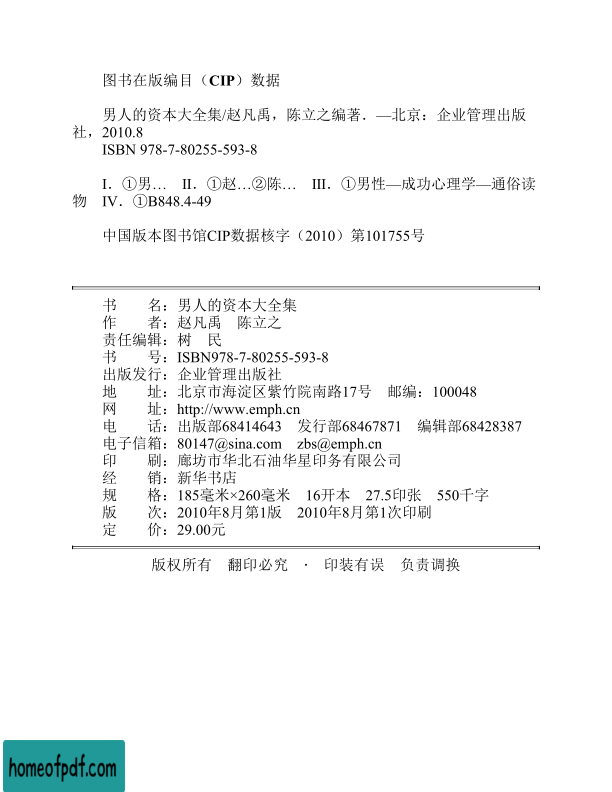 图书在版编目（CIP）数据
男人的资本大全集/赵凡禹，陈立之编著．—北京：企业管理出版
社，2010.8
ISBN 978-7-80255-593-8
Ⅰ．①男…　Ⅱ．①赵…②陈…　Ⅲ．①男性—成功心理学—通俗读
物　Ⅳ．①B848.4-49
中国版本图书馆CIP数据核字（2010）第101755号
书　　名：男人的资本大全集
作　　者：赵凡禹　陈立之
责任编辑：树　民
书　　号：ISBN978-7-80255-593-8
出版发行：企业管理出版社
地　　址：北京市海淀区紫竹院南路17号　邮编：100048
网　　址：http://www.emph.cn
电　　话：出版部68414643　发行部68467871　编辑部68428387
电子信箱：80147@sina.com　zbs@emph.cn
印　　刷：廊坊市华北石油华星印务有限公司
经　　销：新华书店
规　　格：185毫米×260毫米　16开本　27.5印张　550千字
版　　次：2010年8月第1版　2010年8月第1次印刷
定　　价：29.00元
版权所有　翻印必究　·　印装有误　负责调换
homeofpdf.com